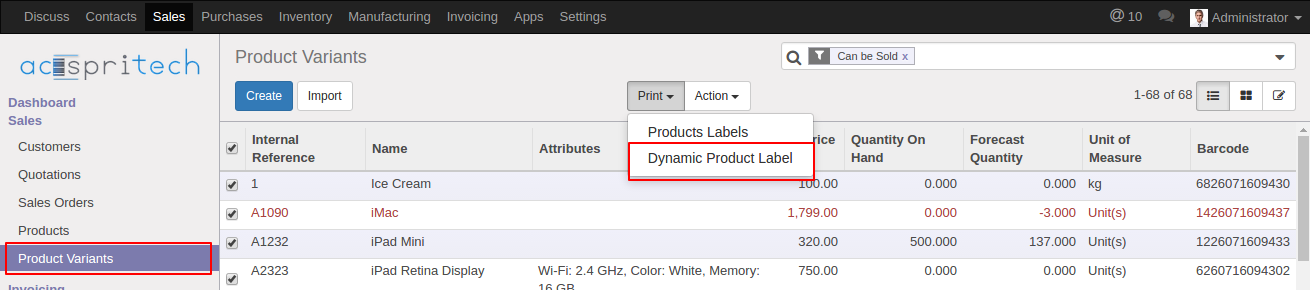 Discuss Contacts Sales Purchases Inventory Manufacturing Invoicing Apps Settings @ 10 Administrator
acespritech
Product Variants
Can be Sold x
Create Import Print Action 1-68 of 68
Products Labels
Dynamic Product Label
Dashboard
Sales
Customers
Quotations
Sales Orders
Products
Product Variants
Internal Reference Name Attributes rice Quantity On Hand Forecast Quantity Unit of Measure Barcode
1 Ice Cream 100.00 0.000 0.000 kg 6826071609430
A1090 iMac 1,799.00 0.000 -3.000 Unit(s) 1426071609437
A1232 iPad Mini 320.00 500.000 137.000 Unit(s) 1226071609433
A2323 iPad Retina Display Wi-Fi: 2.4 GHz, Color: White, Memory: 750.00 0.000 0.000 Unit(s) 6260716094302
16 GB
Invoicing